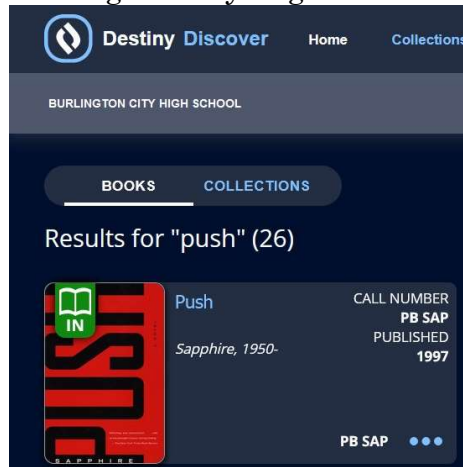 Destiny Discover Home Collections
BURLINGTON CITY HIGH SCHOOL
BOOKS COLLECTIONS
Results for "push" (26)
IN
PUSH
SAPPHIRE
Push
Sapphire, 1950-
CALL NUMBER
PB SAP
PUBLISHED
1997
PB SAP